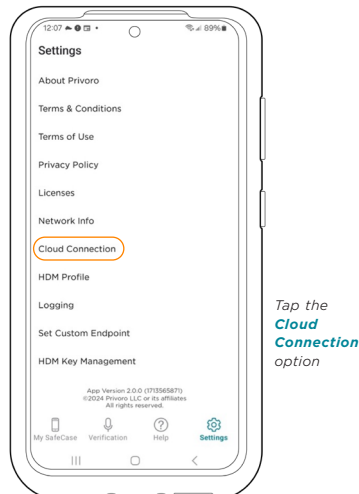 12:07
89%
Settings
About Privoro
Terms & Conditions
Terms of Use
Privacy Policy
Licenses
Network Info
Cloud Connection
HDM Profile
Logging
Set Custom Endpoint
HDM Key Management
App Version 2.0.0 (1713565871)
©2024 Privoro LLC or its affiliates
All rights reserved.
My SafeCase Verification Help Settings
Tap the
Cloud
Connection
option